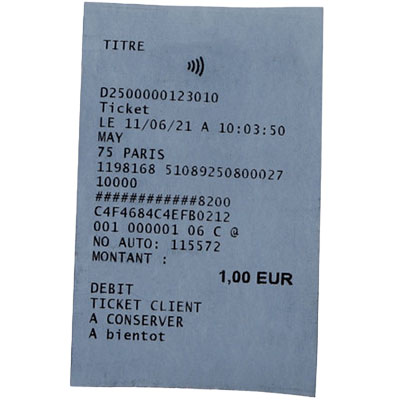 TITRE
D2500000123010
Ticket
LE 11/06/21 A 10:03:50
MAY
75 PARIS
1198168 51089250800027
10000
############8200
C4F4684C4EFB0212
001 000001 06 C @
NO AUTO: 115572
MONTANT :
1,00 EUR
DEBIT
TICKET CLIENT
A CONSERVER
A bientot